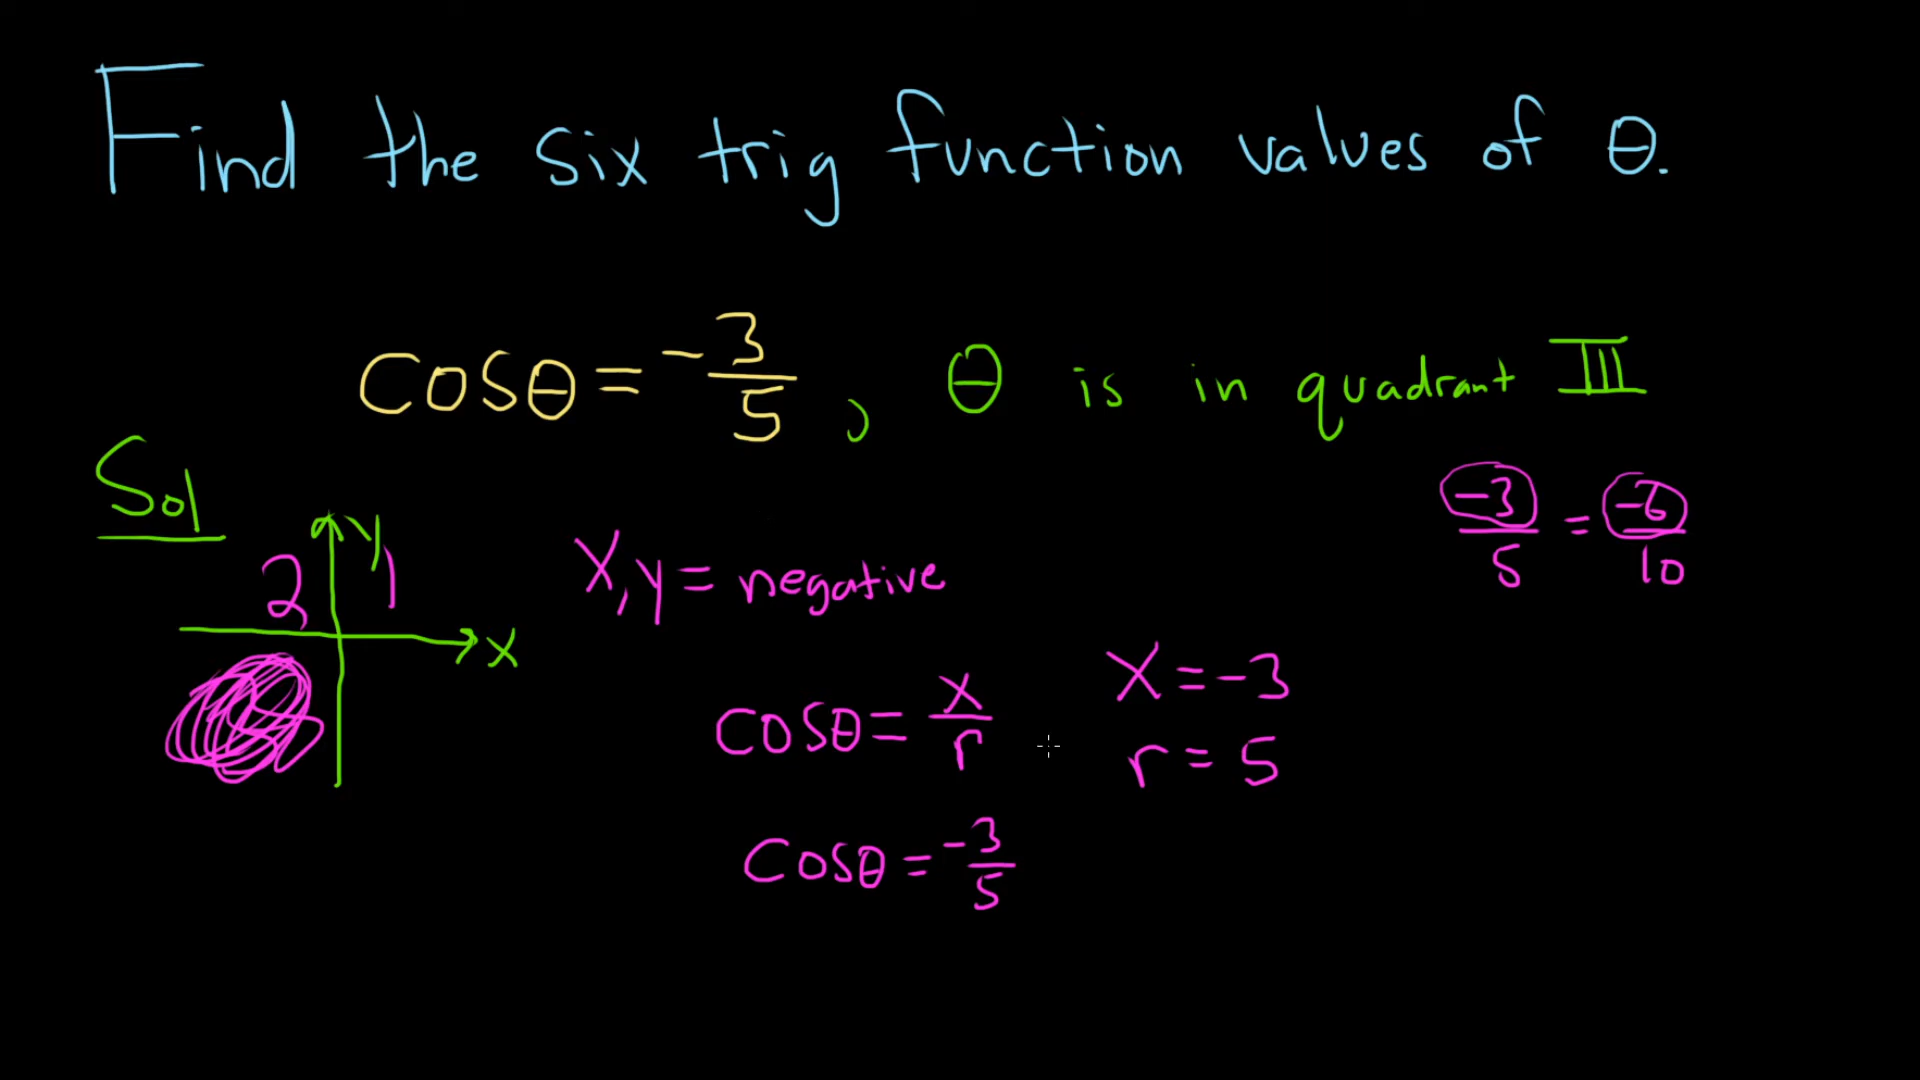 Find the six trig function values of θ.
cosθ = -3/5, θ is in quadrant III
Sol
y
2 1
x
x, y = negative
-3/5 = -6/10
cosθ = x/r
x = -3
r = 5
cosθ = -3/5